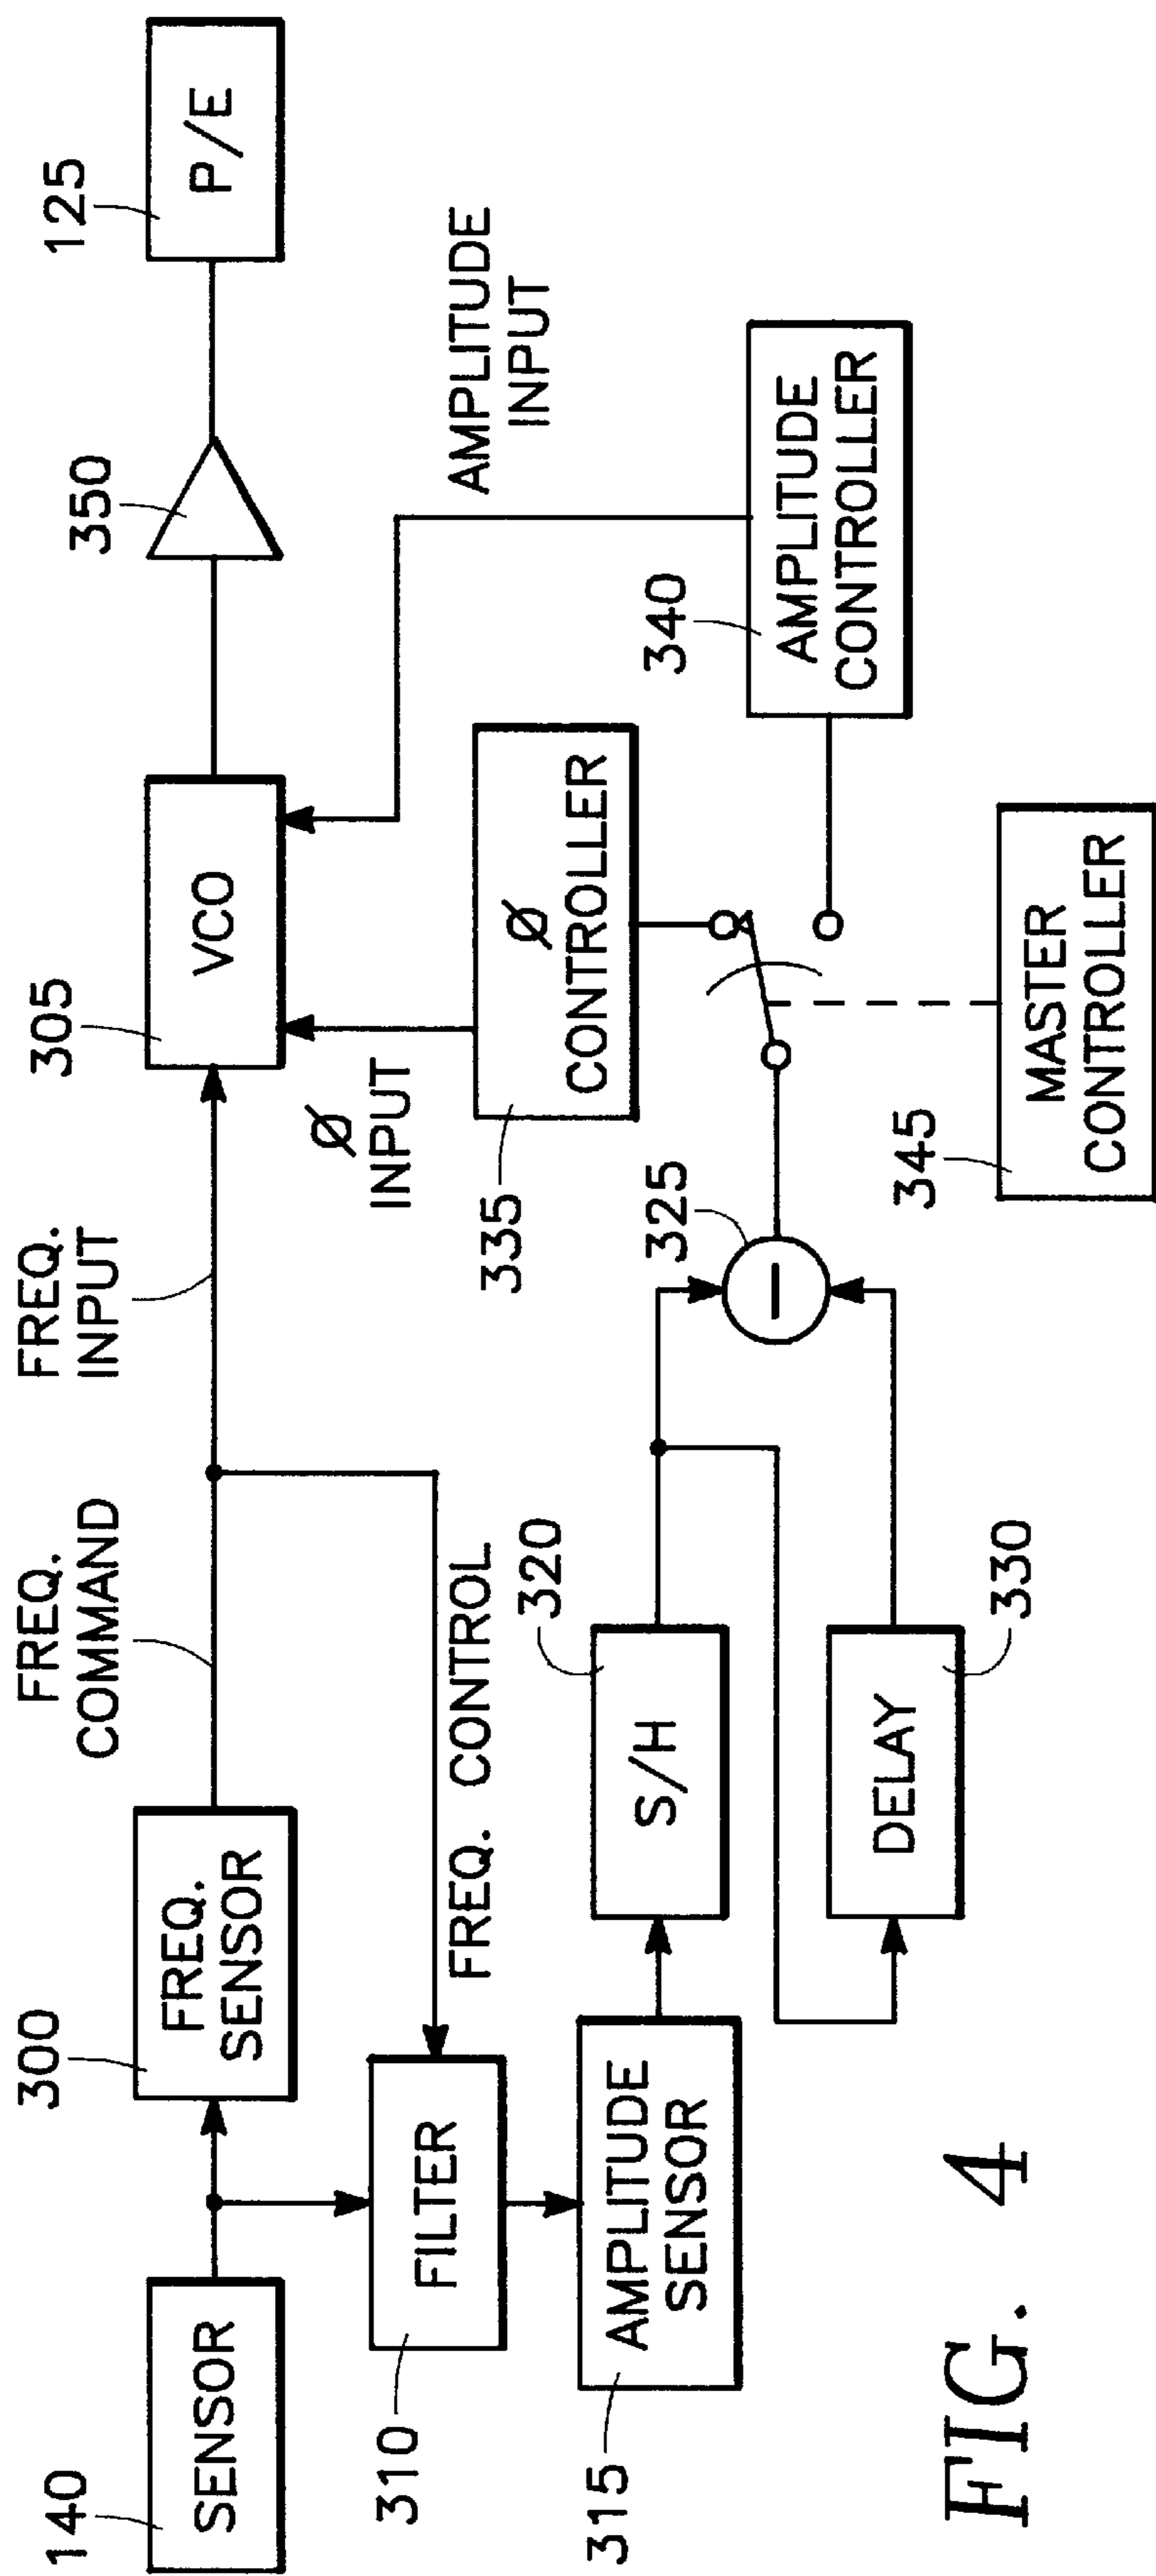 140
SENSOR
300
FREQ.
SENSOR
FREQ.
COMMAND
FREQ.
INPUT
305
VCO
350
125
P/E
310
FILTER
FREQ. CONTROL
Ø
INPUT
335
Ø
CONTROLLER
AMPLITUDE
INPUT
315
AMPLITUDE
SENSOR
320
S/H
325
−
340
AMPLITUDE
CONTROLLER
DELAY
330
345
MASTER
CONTROLLER
FIG. 4